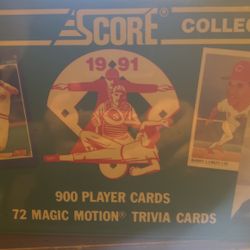 SCORE COLLEC
1991
900 PLAYER CARDS
72 MAGIC MOTION® TRIVIA CARDS